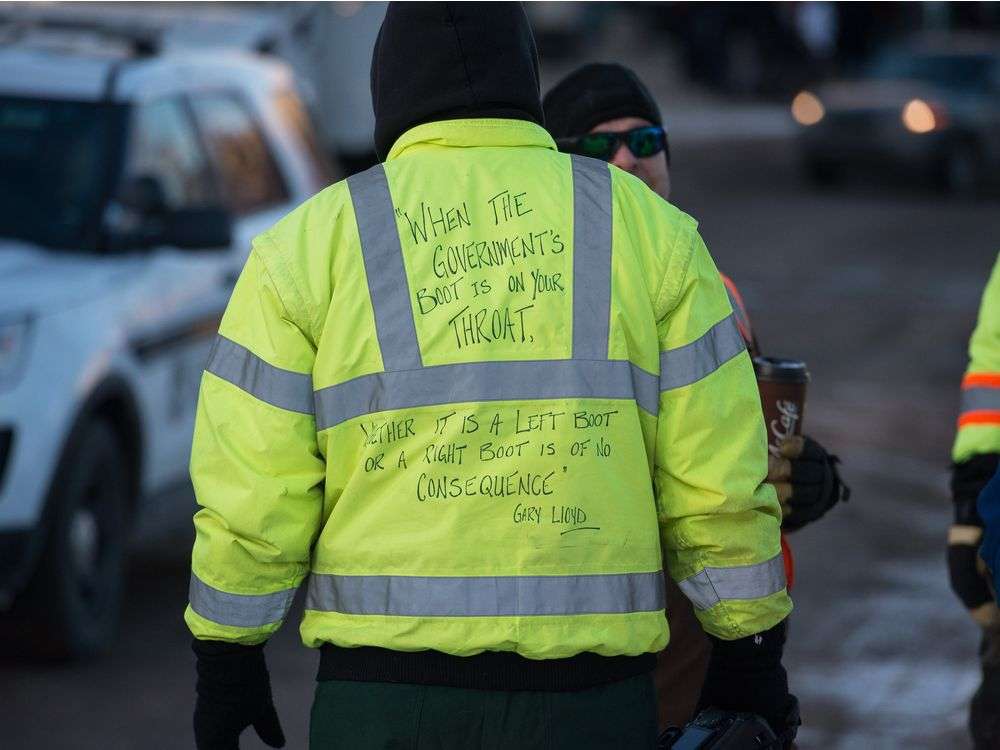 "WHEN THE
GOVERNMENT'S
BOOT IS ON YOUR
THROAT,
WETHER IT IS A LEFT BOOT
OR A RIGHT BOOT IS OF NO
CONSEQUENCE"
GARY LLOYD
McCafé